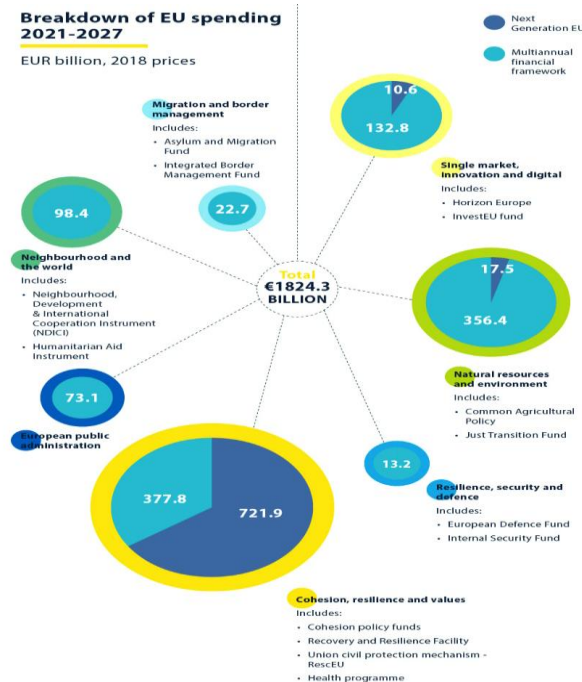 Breakdown of EU spending
2021-2027
EUR billion, 2018 prices
Next
Generation EU
Multiannual
financial
framework
Migration and border
management
Includes:
• Asylum and Migration
Fund
• Integrated Border
Management Fund
22.7
10.6
132.8
Single market,
innovation and digital
Includes:
• Horizon Europe
• InvestEU fund
98.4
Neighbourhood and
the world
Includes:
• Neighbourhood,
Development
& International
Cooperation Instrument
(NDICI)
• Humanitarian Aid
Instrument
Total
€1824.3
BILLION
17.5
356.4
Natural resources
and environment
Includes:
• Common Agricultural
Policy
• Just Transition Fund
73.1
European public
administration
377.8
721.9
Cohesion, resilience and values
Includes:
• Cohesion policy funds
• Recovery and Resilience Facility
• Union civil protection mechanism -
RescEU
• Health programme
13.2
Resilience, security and
defence
Includes:
• European Defence Fund
• Internal Security Fund